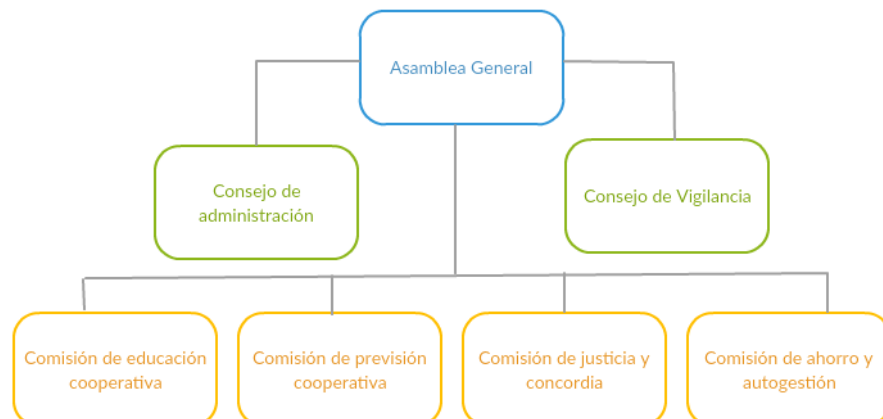 Asamblea General
Consejo de
administración
Consejo de Vigilancia
Comisión de educación
cooperativa
Comisión de previsión
cooperativa
Comisión de justicia y
concordia
Comisión de ahorro y
autogestión